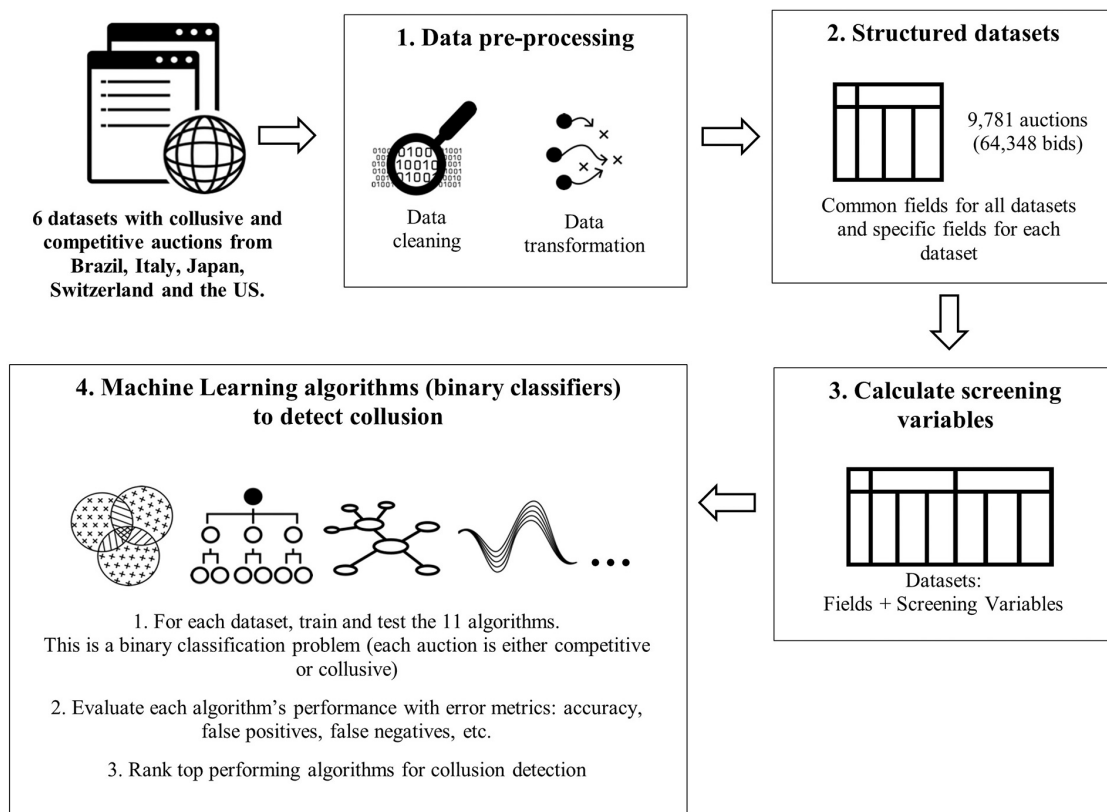 6 datasets with collusive and
competitive auctions from
Brazil, Italy, Japan,
Switzerland and the US.
1. Data pre-processing
Data
cleaning
Data
transformation
2. Structured datasets
9,781 auctions
(64,348 bids)
Common fields for all datasets
and specific fields for each
dataset
3. Calculate screening
variables
Datasets:
Fields + Screening Variables
4. Machine Learning algorithms (binary classifiers)
to detect collusion
1. For each dataset, train and test the 11 algorithms.
This is a binary classification problem (each auction is either competitive
or collusive)
2. Evaluate each algorithm’s performance with error metrics: accuracy,
false positives, false negatives, etc.
3. Rank top performing algorithms for collusion detection